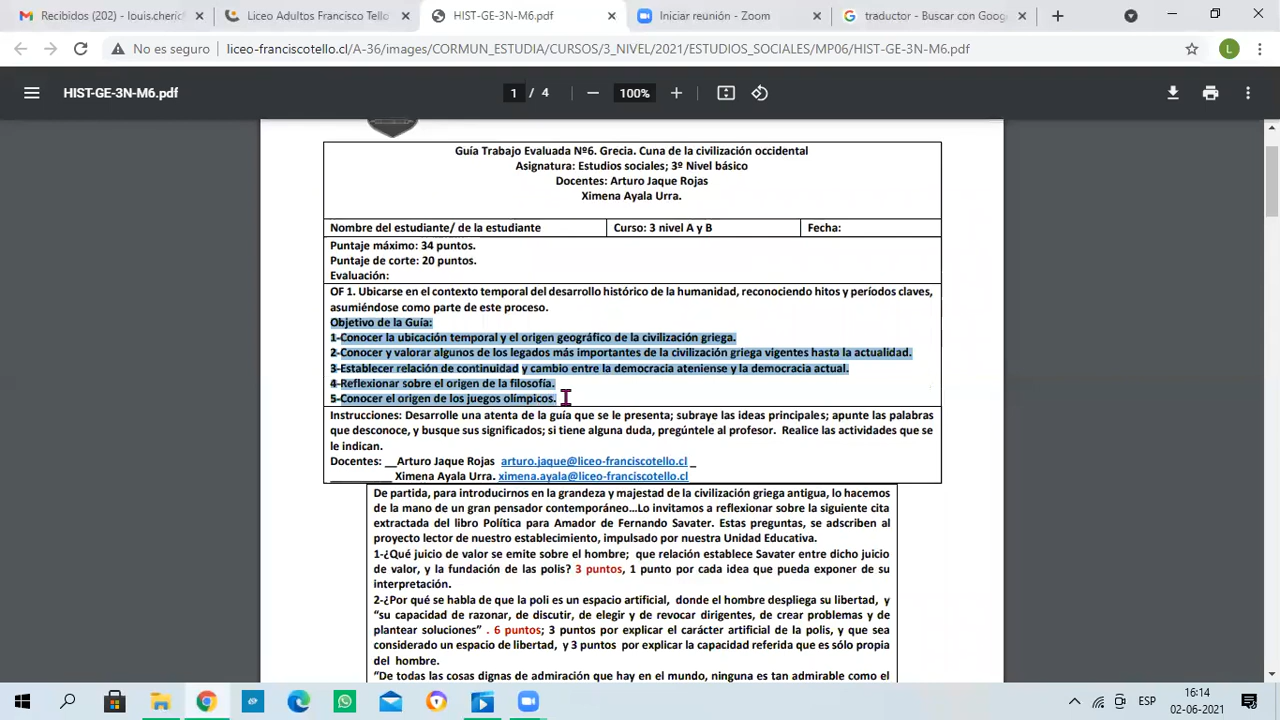 Recibidos (202) - louis.cherich
Liceo Adultos Francisco Tello
HIST-GE-3N-M6.pdf
Iniciar reunión - Zoom
traductor - Buscar con Goog
No es seguro
liceo-franciscotello.cl/A-36/images/CORMUN_ESTUDIA/CURSOS/3_NIVEL/2021/ESTUDIOS_SOCIALES/MP06/HIST-GE-3N-M6.pdf
L
HIST-GE-3N-M6.pdf
1 / 4
100%
Guía Trabajo Evaluada Nº6. Grecia. Cuna de la civilización occidental
Asignatura: Estudios sociales; 3º Nivel básico
Docentes: Arturo Jaque Rojas
Ximena Ayala Urra.
Nombre del estudiante/ de la estudiante
Curso: 3 nivel A y B
Fecha:
Puntaje máximo: 34 puntos.
Puntaje de corte: 20 puntos.
Evaluación:
OF 1. Ubicarse en el contexto temporal del desarrollo histórico de la humanidad, reconociendo hitos y períodos claves,
asumiéndose como parte de este proceso.
Objetivo de la Guía:
1-Conocer la ubicación temporal y el origen geográfico de la civilización griega.
2-Conocer y valorar algunos de los legados más importantes de la civilización griega vigentes hasta la actualidad.
3-Establecer relación de continuidad y cambio entre la democracia ateniense y la democracia actual.
4-Reflexionar sobre el origen de la filosofía.
5-Conocer el origen de los juegos olímpicos.
Instrucciones: Desarrolle una atenta de la guía que se le presenta; subraye las ideas principales; apunte las palabras
que desconoce, y busque sus significados; si tiene alguna duda, pregúntele al profesor. Realice las actividades que se
le indican.
Docentes: __Arturo Jaque Rojas arturo.jaque@liceo-franciscotello.cl _
__________ Ximena Ayala Urra. ximena.ayala@liceo-franciscotello.cl
De partida, para introducirnos en la grandeza y majestad de la civilización griega antigua, lo hacemos
de la mano de un gran pensador contemporáneo...Lo invitamos a reflexionar sobre la siguiente cita
extractada del libro Política para Amador de Fernando Savater. Estas preguntas, se adscriben al
proyecto lector de nuestro establecimiento, impulsado por nuestra Unidad Educativa.
1-¿Qué juicio de valor se emite sobre el hombre; que relación establece Savater entre dicho juicio
de valor, y la fundación de las polis? 3 puntos, 1 punto por cada idea que pueda exponer de su
interpretación.
2-¿Por qué se habla de que la poli es un espacio artificial, donde el hombre despliega su libertad, y
"su capacidad de razonar, de discutir, de elegir y de revocar dirigentes, de crear problemas y de
plantear soluciones" . 6 puntos; 3 puntos por explicar el carácter artificial de la polis, y que sea
considerado un espacio de libertad, y 3 puntos por explicar la capacidad referida que es sólo propia
del hombre.
"De todas las cosas dignas de admiración que hay en el mundo, ninguna es tan admirable como el
ESP
16:14
02-06-2021